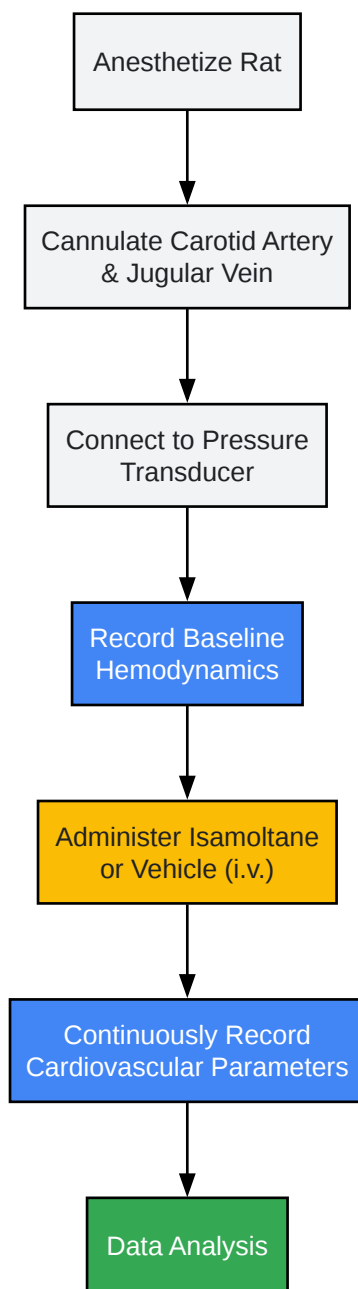 Anesthetize Rat
Cannulate Carotid Artery
& Jugular Vein
Connect to Pressure
Transducer
Record Baseline
Hemodynamics
Administer Isamoltane
or Vehicle (i.v.)
Continuously Record
Cardiovascular Parameters
Data Analysis